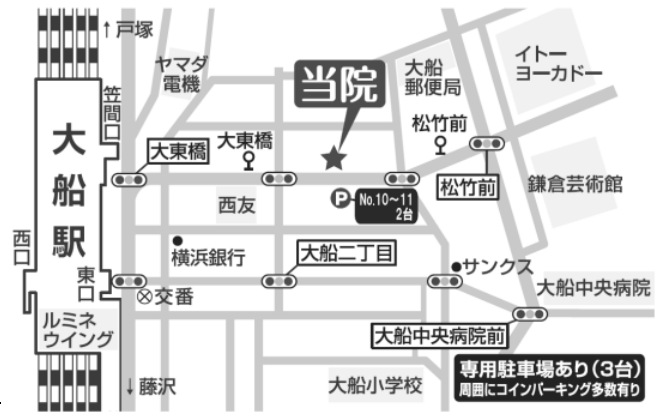 ↑戸塚
ヤマダ
電機
当院
大船
郵便局
イトー
ヨーカドー
笠間口
大東橋
大東橋
松竹前
松竹前
大船駅
西友
P
No.10～11
2台
鎌倉芸術館
西口
東口
横浜銀行
大船二丁目
サンクス
交番
大船中央病院
ルミネ
ウイング
大船中央病院前
↓藤沢
大船小学校
専用駐車場あり(3台)
周囲にコインパーキング多数有り